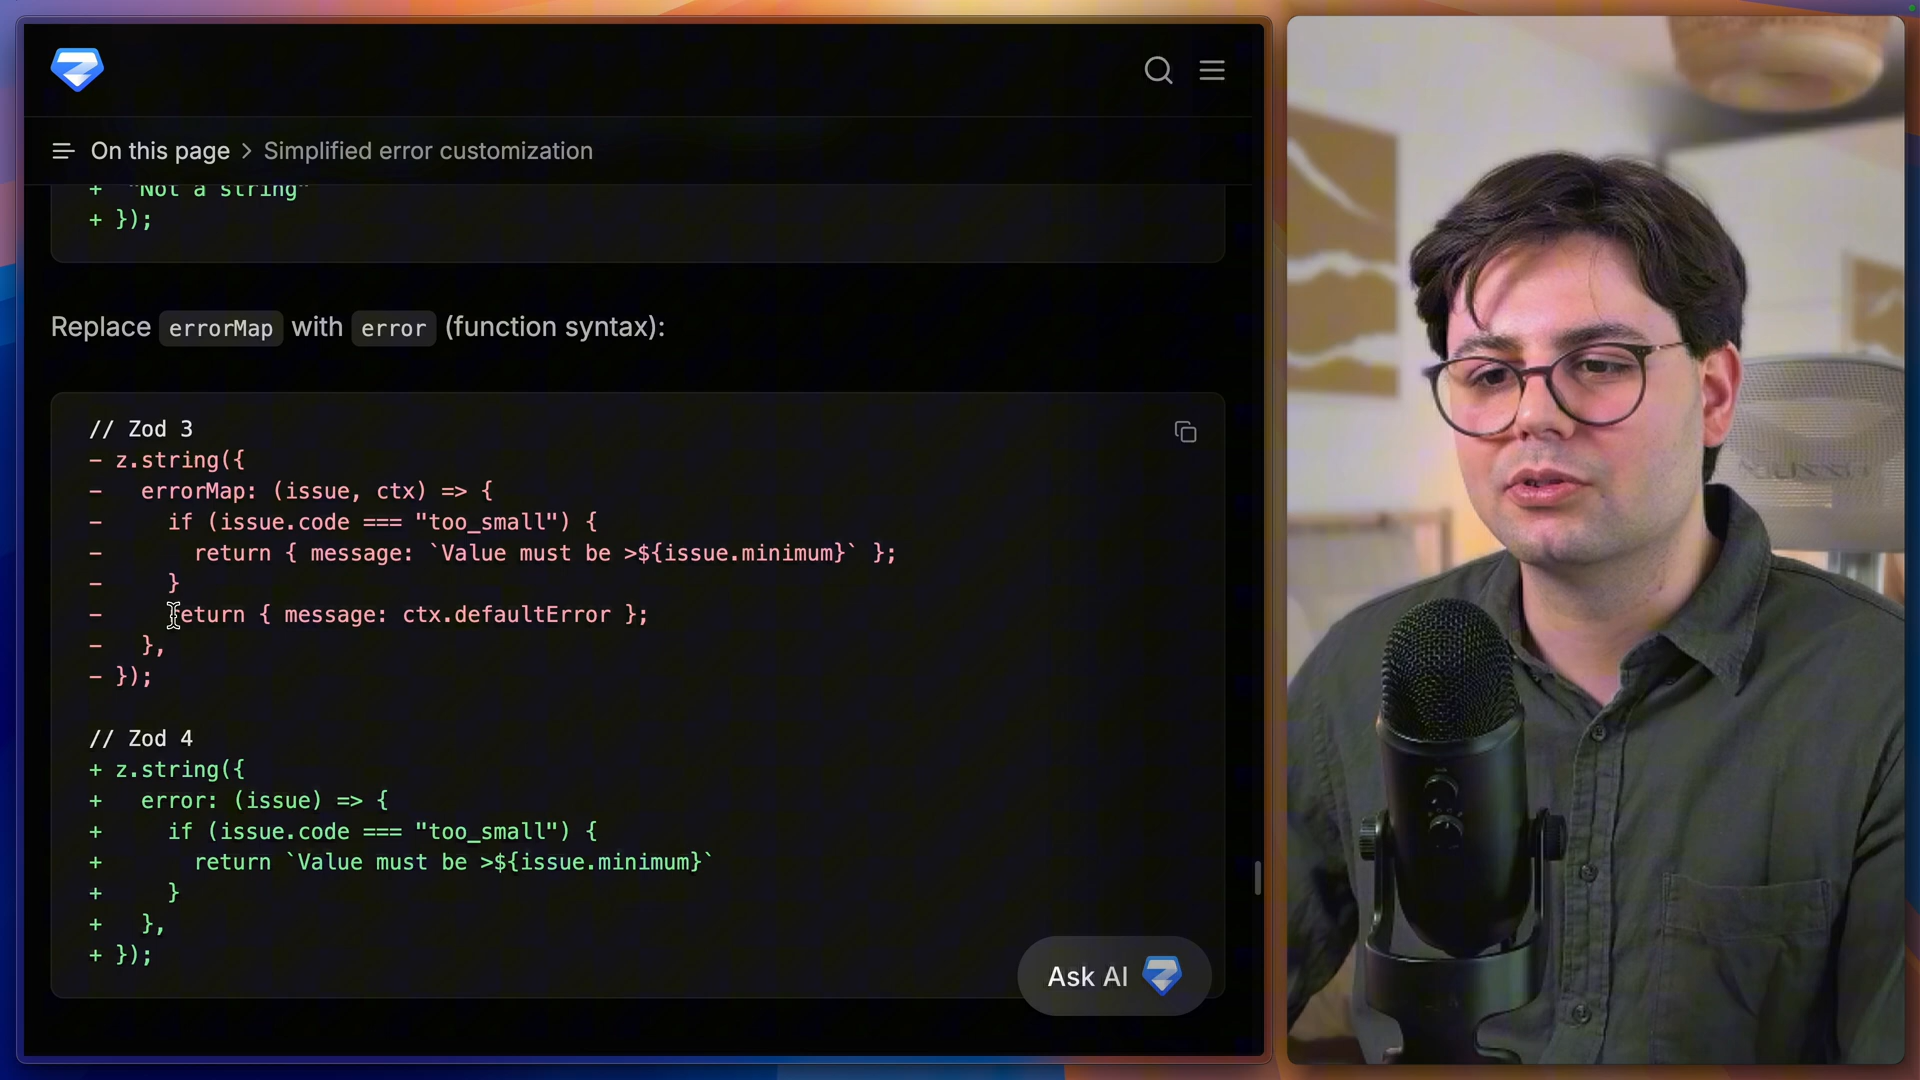 On this page > Simplified error customization
+  "Not a string"
+ });
Replace errorMap with error (function syntax):
// Zod 3
- z.string({
-   errorMap: (issue, ctx) => {
-     if (issue.code === "too_small") {
-       return { message: `Value must be >${issue.minimum}` };
-     }
-     return { message: ctx.defaultError };
-   },
- });
// Zod 4
+ z.string({
+   error: (issue) => {
+     if (issue.code === "too_small") {
+       return `Value must be >${issue.minimum}`
+     }
+   },
+ });
Ask AI